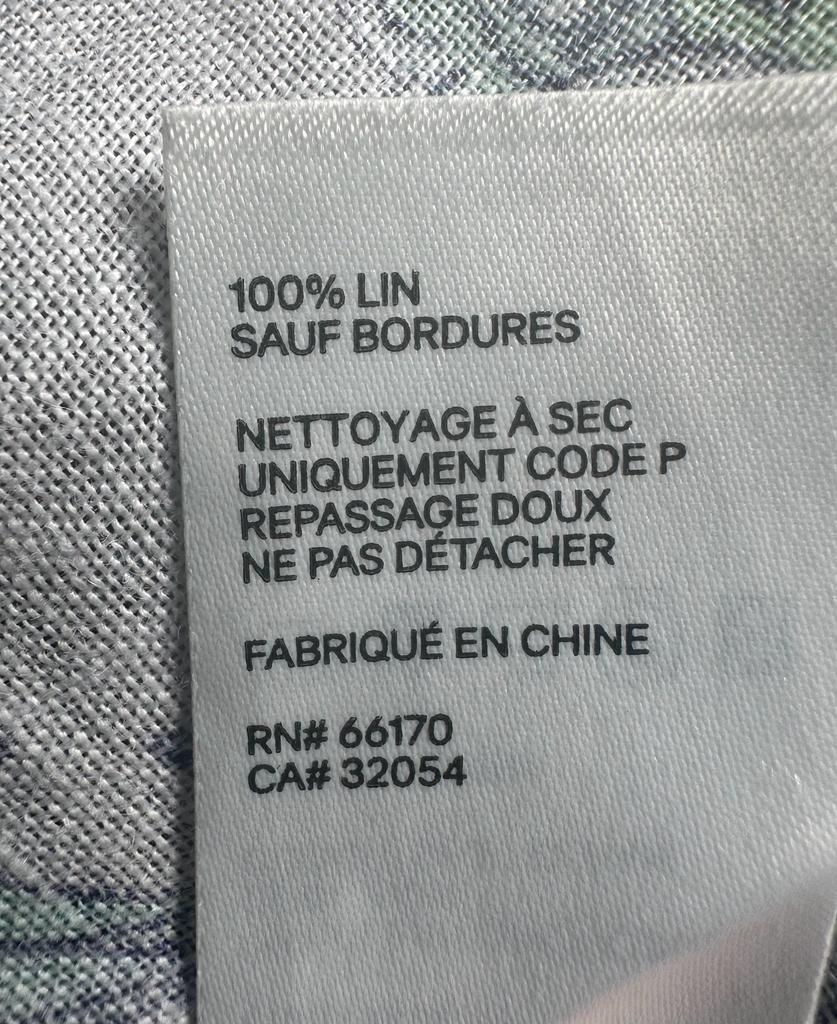 100% LIN
SAUF BORDURES
NETTOYAGE À SEC
UNIQUEMENT CODE P
REPASSAGE DOUX
NE PAS DÉTACHER
FABRIQUÉ EN CHINE
RN# 66170
CA# 32054